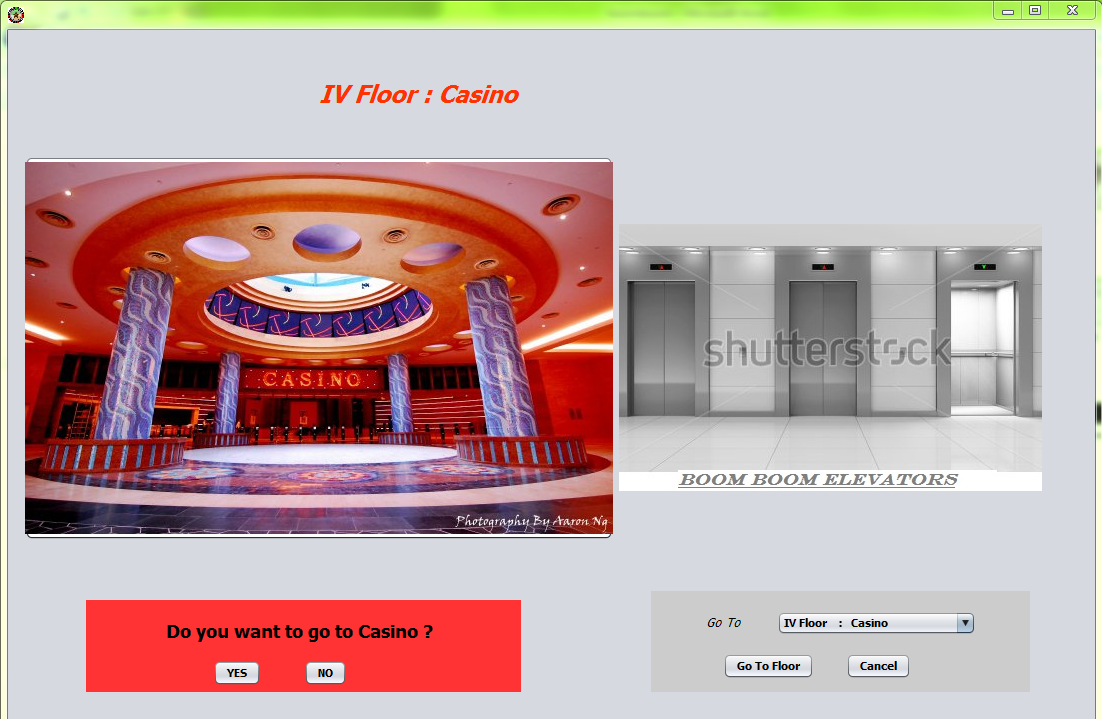 IV Floor : Casino
CASINO
Photography By Aaron Ng
shutterstock
BOOM BOOM ELEVATORS
Do you want to go to Casino ?
YES
NO
Go To
IV Floor : Casino
Go To Floor
Cancel